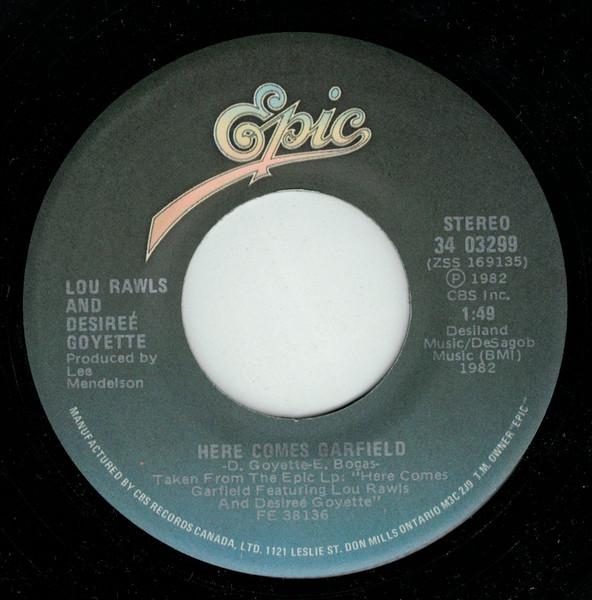 Epic
STEREO
34 03299
(ZSS 169135)
Ⓟ 1982
CBS Inc.
1:49
Desiland
Music/DeSagob
Music (BMI)
1982
LOU RAWLS
AND
DESIREÉ
GOYETTE
Produced by
Lee
Mendelson
HERE COMES GARFIELD
-D. Goyette-E. Bogas-
Taken From The Epic Lp: "Here Comes
Garfield Featuring Lou Rawls
And Desireé Goyette"
FE 38136
MANUFACTURED BY CBS RECORDS CANADA, LTD. 1121 LESLIE ST. DON MILLS ONTARIO M3C 2J9 T.M. OWNER "EPIC"